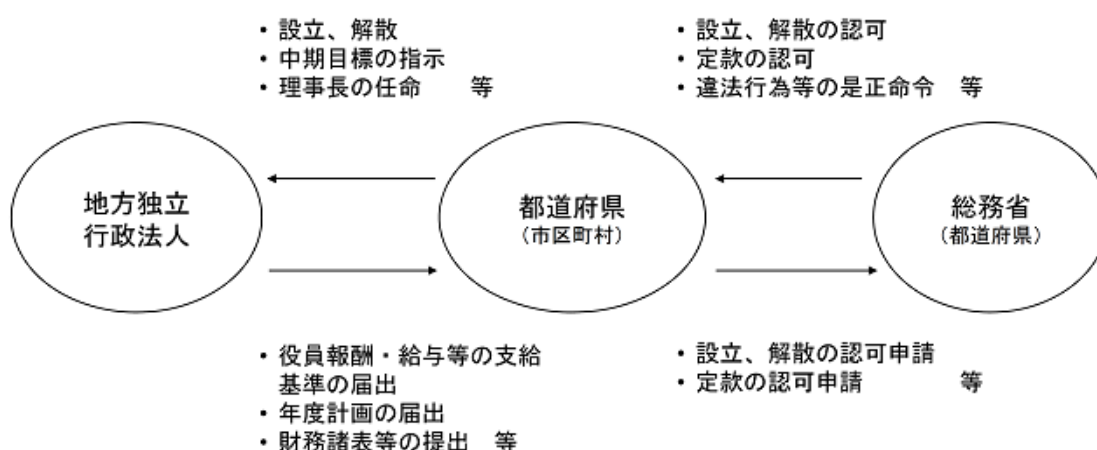 ・設立、解散
・中期目標の指示
・理事長の任命　等
・設立、解散の認可
・定款の認可
・違法行為等の是正命令　等
地方独立
行政法人
都道府県
（市区町村）
総務省
（都道府県）
・役員報酬・給与等の支給
基準の届出
・年度計画の届出
・財務諸表等の提出　等
・設立、解散の認可申請
・定款の認可申請　等